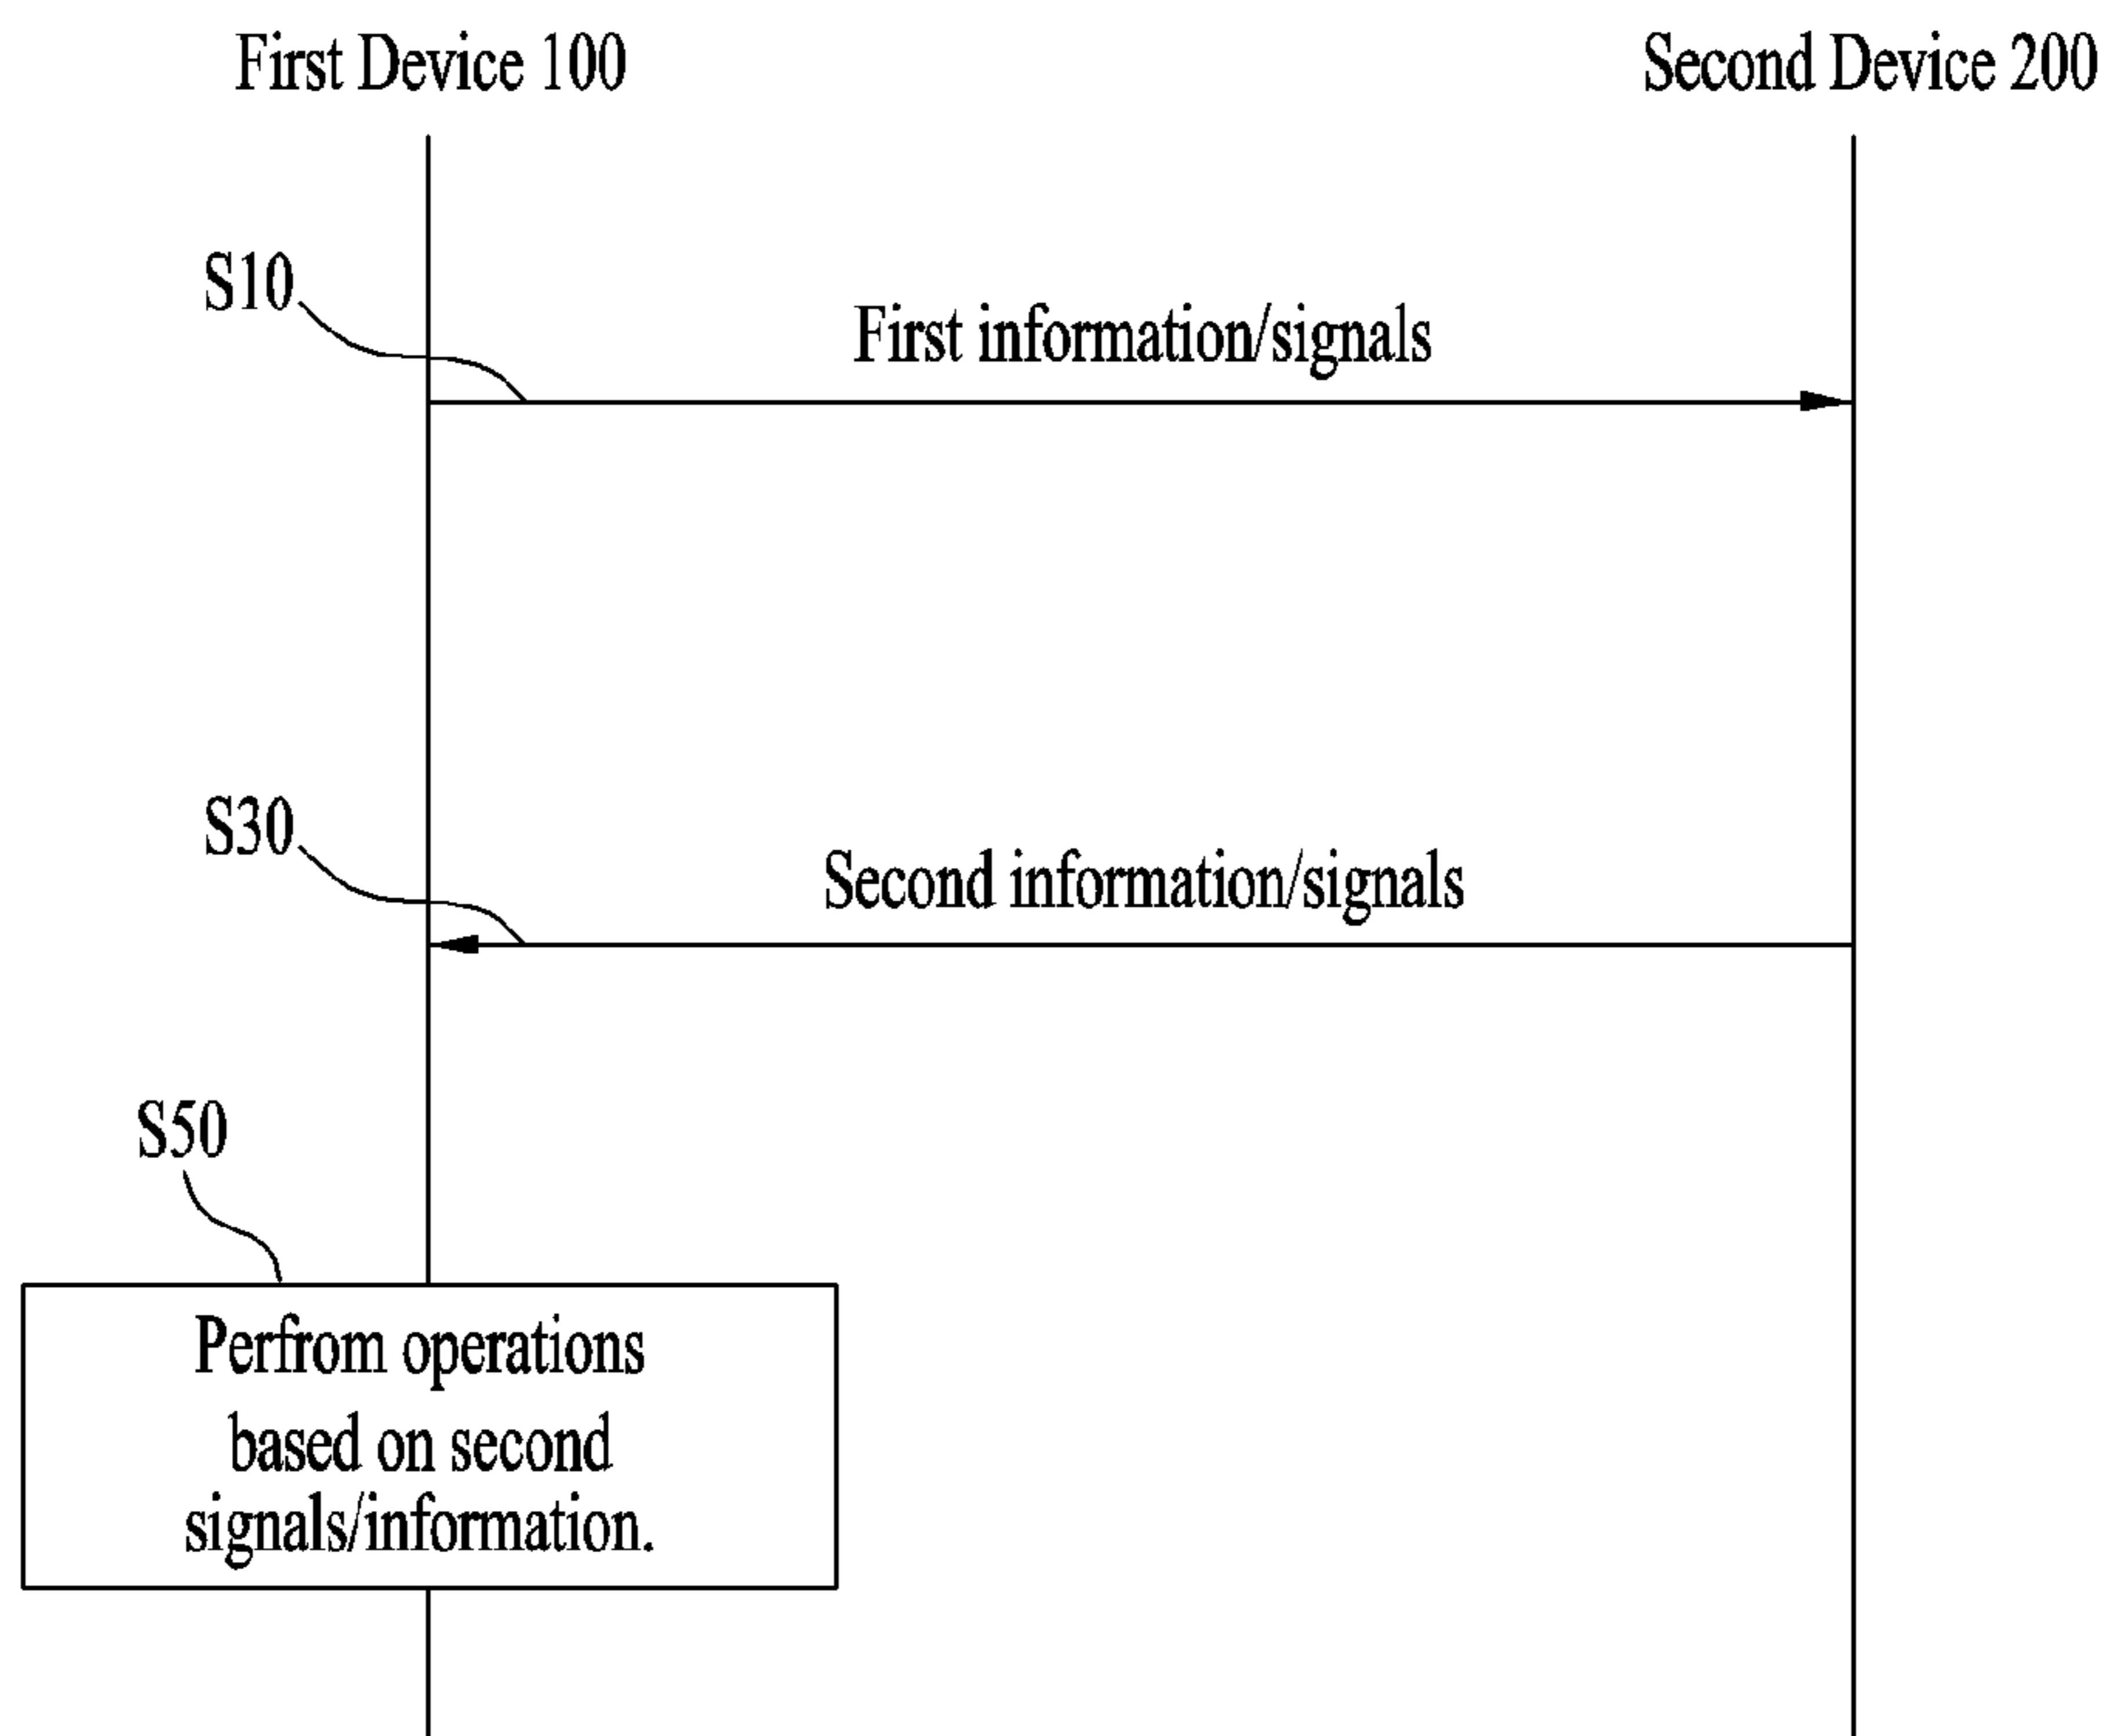 First Device 100
Second Device 200
S10
First information/signals
S30
Second information/signals
S50
Perfrom operations
based on second
signals/information.